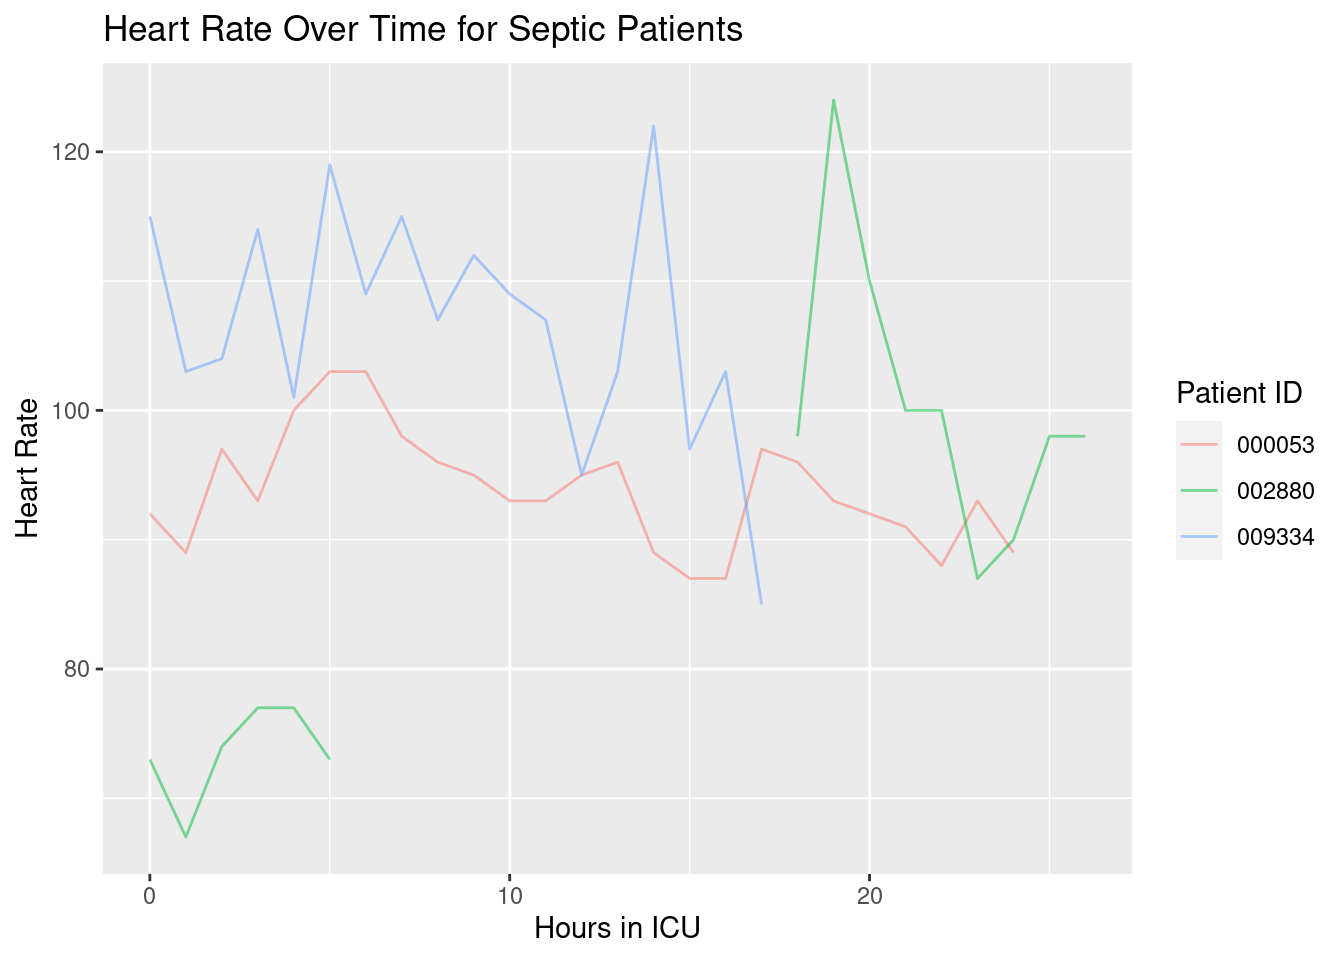 Heart Rate Over Time for Septic Patients
120
100
80
Heart Rate
0 10 20
Hours in ICU
Patient ID
000053
002880
009334